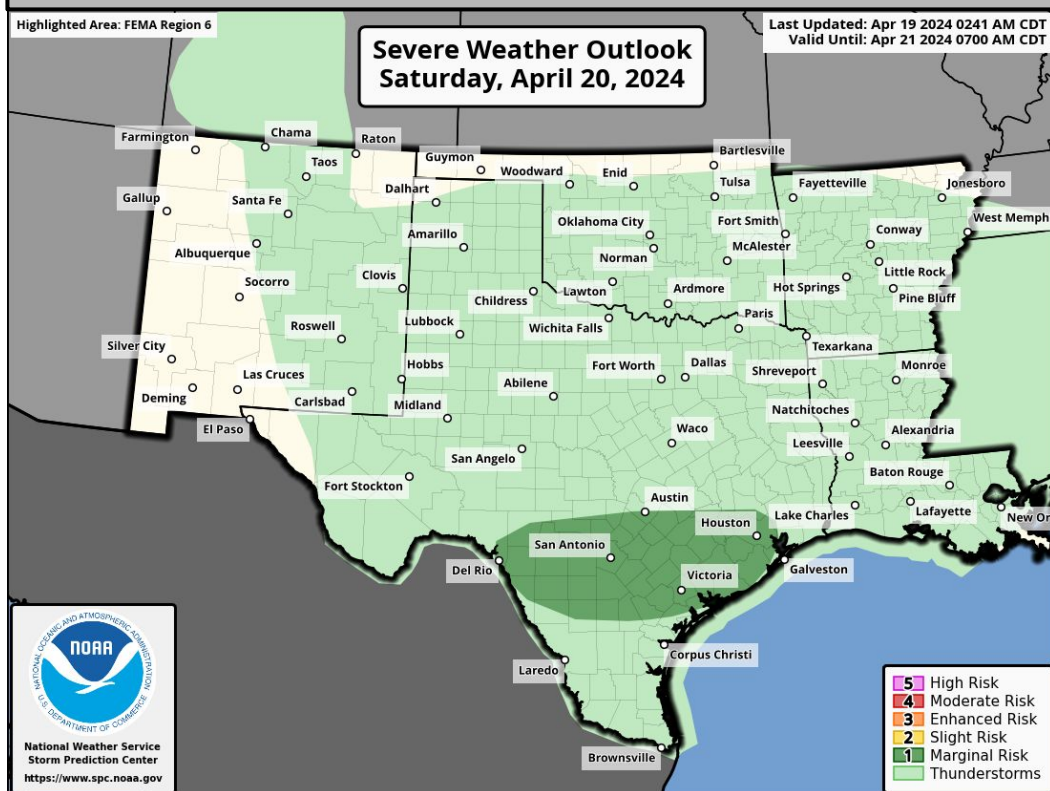 Highlighted Area: FEMA Region 6
Severe Weather Outlook
Saturday, April 20, 2024
Last Updated: Apr 19 2024 0241 AM CDT
Valid Until: Apr 21 2024 0700 AM CDT
Farmington
Chama
Raton
Taos
Guymon
Woodward
Enid
Bartlesville
Dalhart
Tulsa
Fayetteville
Jonesboro
Gallup
Santa Fe
West Memph
Oklahoma City
Fort Smith
Conway
Amarillo
McAlester
Albuquerque
Norman
Little Rock
Socorro
Clovis
Lawton
Ardmore
Hot Springs
Pine Bluff
Childress
Roswell
Lubbock
Wichita Falls
Paris
Texarkana
Silver City
Las Cruces
Hobbs
Fort Worth
Dallas
Shreveport
Monroe
Abilene
Deming
Carlsbad
Midland
Natchitoches
El Paso
Waco
Alexandria
Leesville
San Angelo
Baton Rouge
Fort Stockton
Austin
Houston
Lake Charles
Lafayette
New Or
San Antonio
Del Rio
Victoria
Galveston
Corpus Christi
Laredo
Brownsville
NATIONAL OCEANIC AND ATMOSPHERIC ADMINISTRATION
NOAA
U.S. DEPARTMENT OF COMMERCE
National Weather Service
Storm Prediction Center
https://www.spc.noaa.gov
5 High Risk
4 Moderate Risk
3 Enhanced Risk
2 Slight Risk
1 Marginal Risk
Thunderstorms